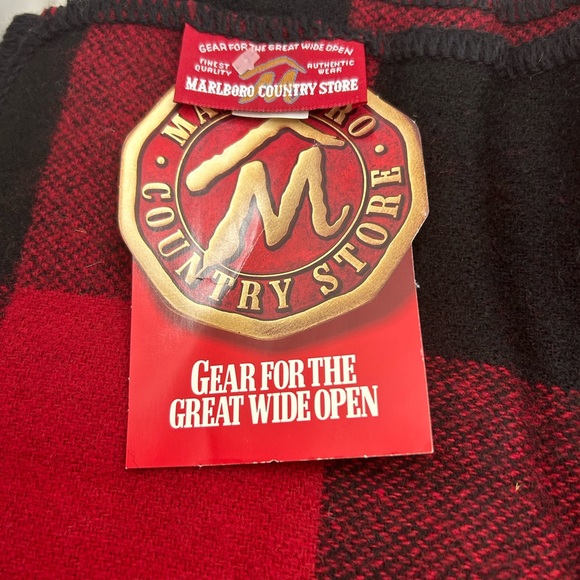 GEAR FOR THE GREAT WIDE OPEN
FINEST QUALITY
AUTHENTIC WEAR
M
MARLBORO COUNTRY STORE
M
COUNTRY STORE
GEAR FOR THE
GREAT WIDE OPEN